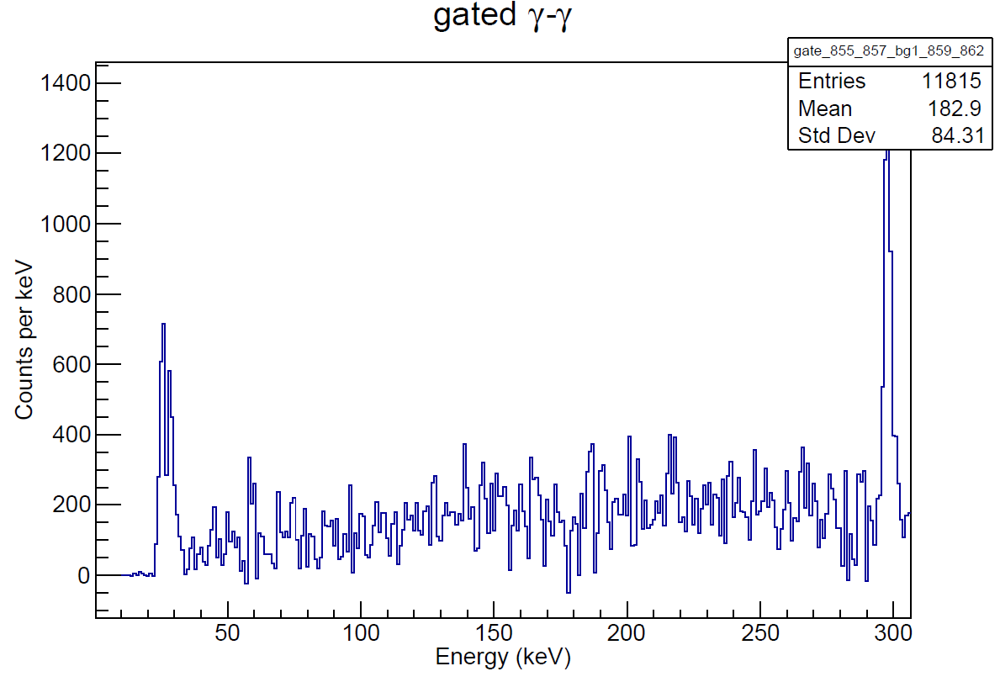 gated γ-γ
gate_855_857_bg1_859_862
Entries 11815
Mean 182.9
Std Dev 84.31
1400
1200
1000
800
600
400
200
0
Counts per keV
50 100 150 200 250 300
Energy (keV)